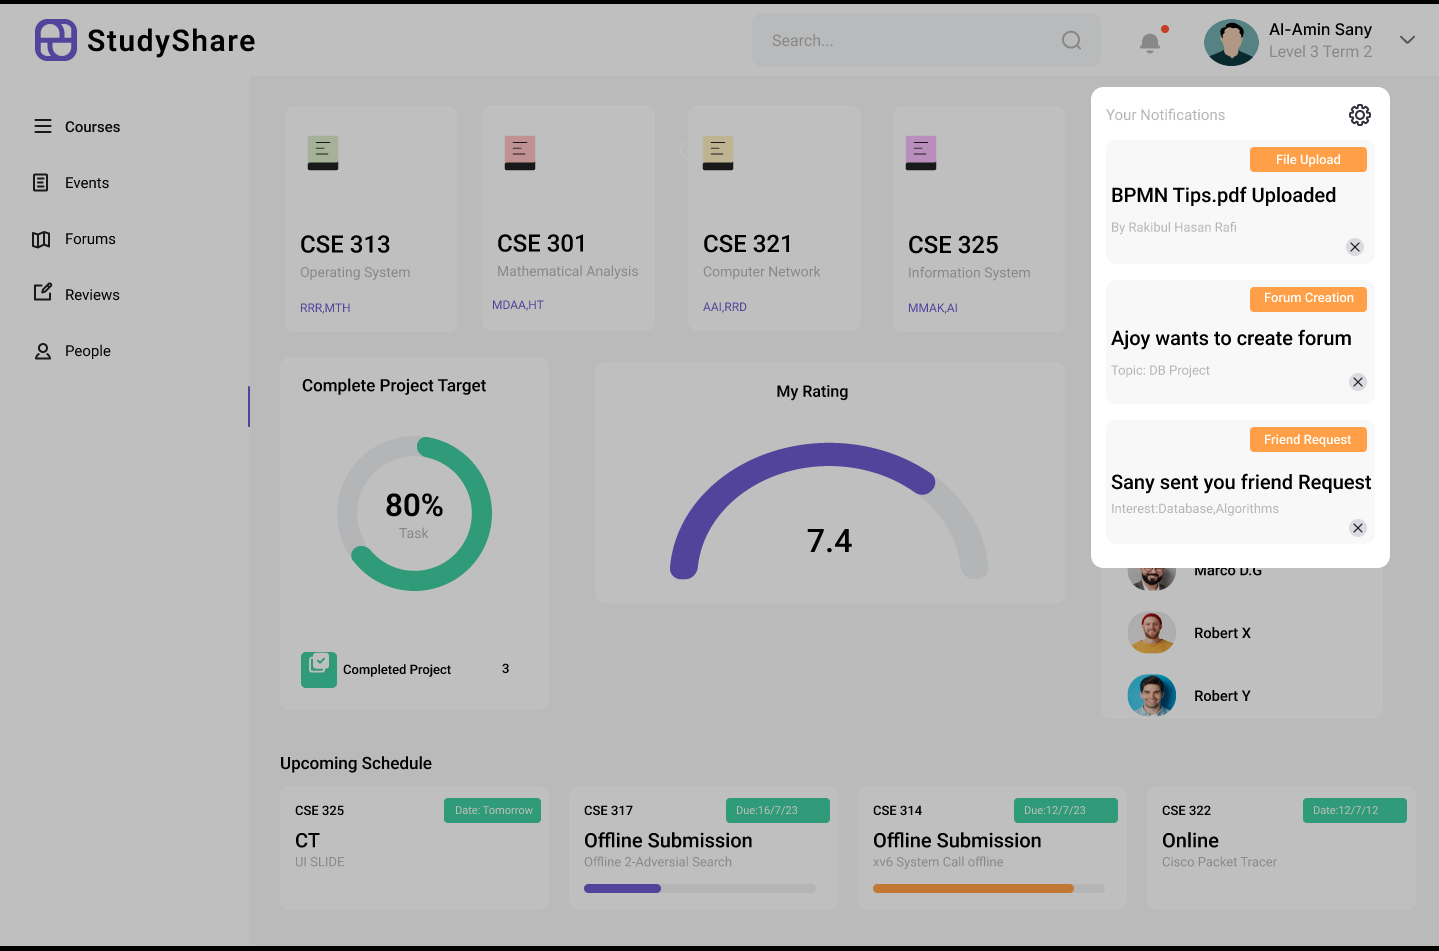 StudyShare
Search...
Al-Amin Sany
Level 3 Term 2
Courses
Events
Forums
Reviews
People
CSE 313
Operating System
RRR,MTH
CSE 301
Mathematical Analysis
MDAA,HT
CSE 321
Computer Network
AAI,RRD
CSE 325
Information System
MMAK,AI
Your Notifications
File Upload
BPMN Tips.pdf Uploaded
By Rakibul Hasan Rafi
Forum Creation
Ajoy wants to create forum
Topic: DB Project
Friend Request
Sany sent you friend Request
Interest:Database,Algorithms
Complete Project Target
80%
Task
Completed Project 3
My Rating
7.4
Marco D.G
Robert X
Robert Y
Upcoming Schedule
CSE 325
Date: Tomorrow
CT
UI SLIDE
CSE 317
Due:16/7/23
Offline Submission
Offline 2-Adversial Search
CSE 314
Due:12/7/23
Offline Submission
xv6 System Call offline
CSE 322
Date:12/7/12
Online
Cisco Packet Tracer